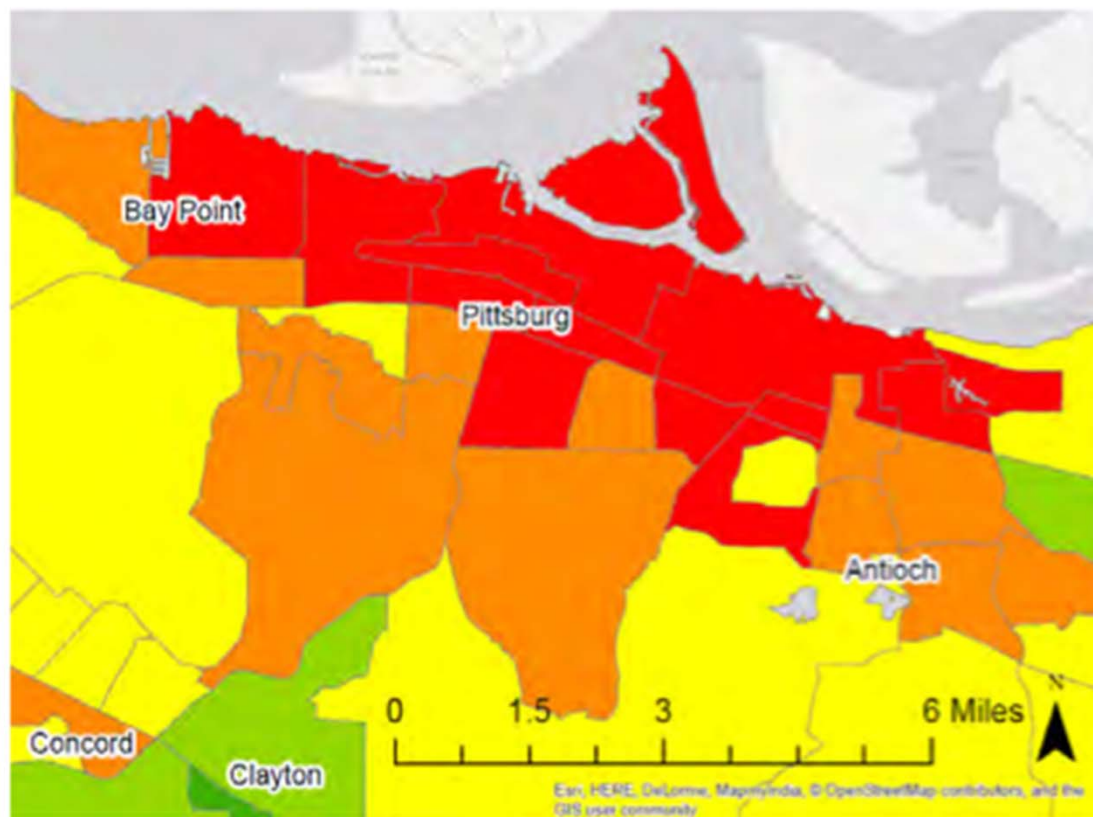 Bay Point
Pittsburg
Antioch
N
0 1.5 3 6 Miles
Concord
Clayton
Esri, HERE, DeLorme, MapmyIndia, © OpenStreetMap contributors, and the
GIS user community